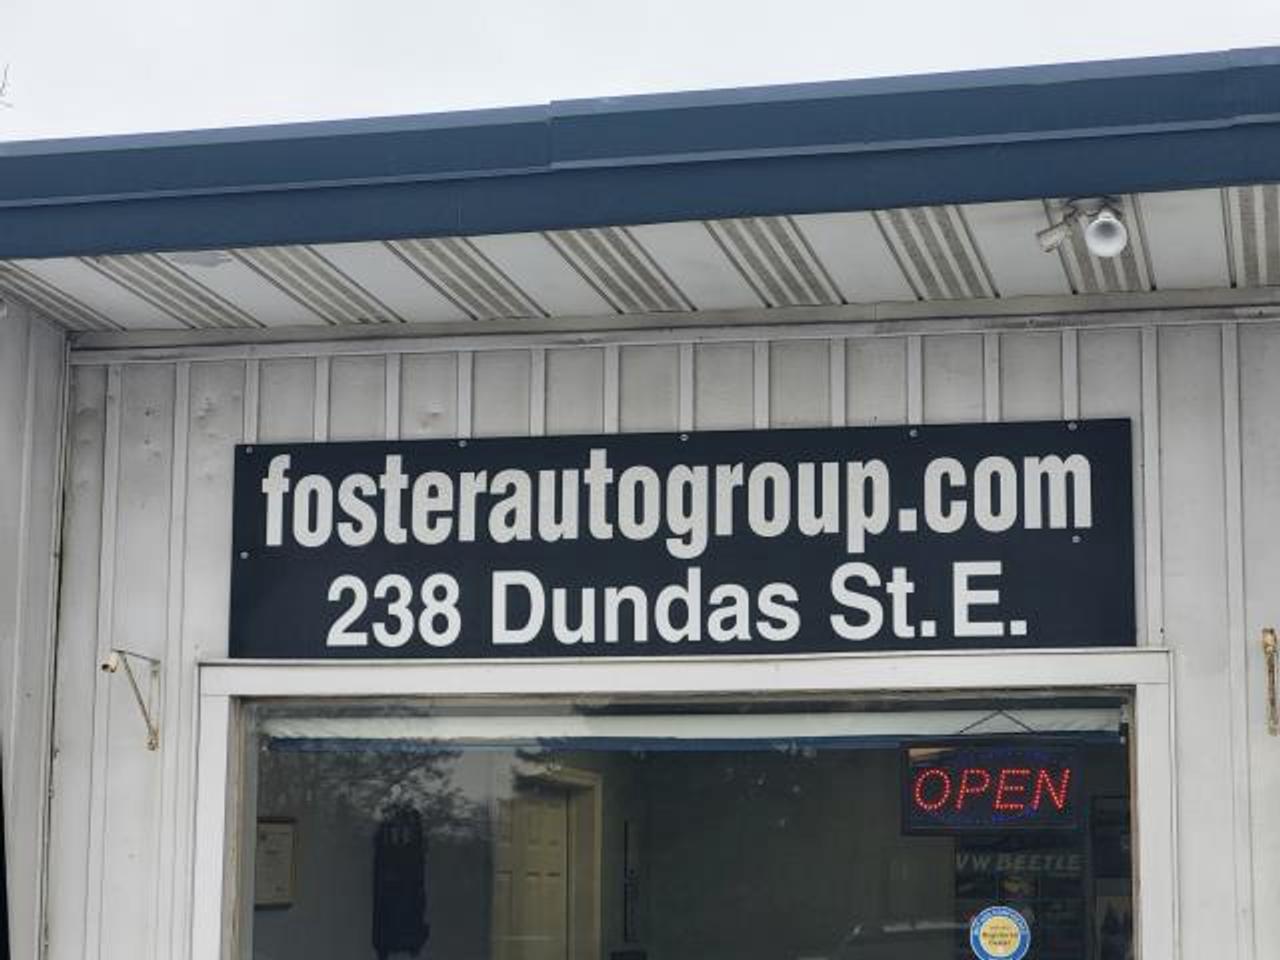 fosterautogroup.com
238 Dundas St. E.
OPEN
VW BEETLE